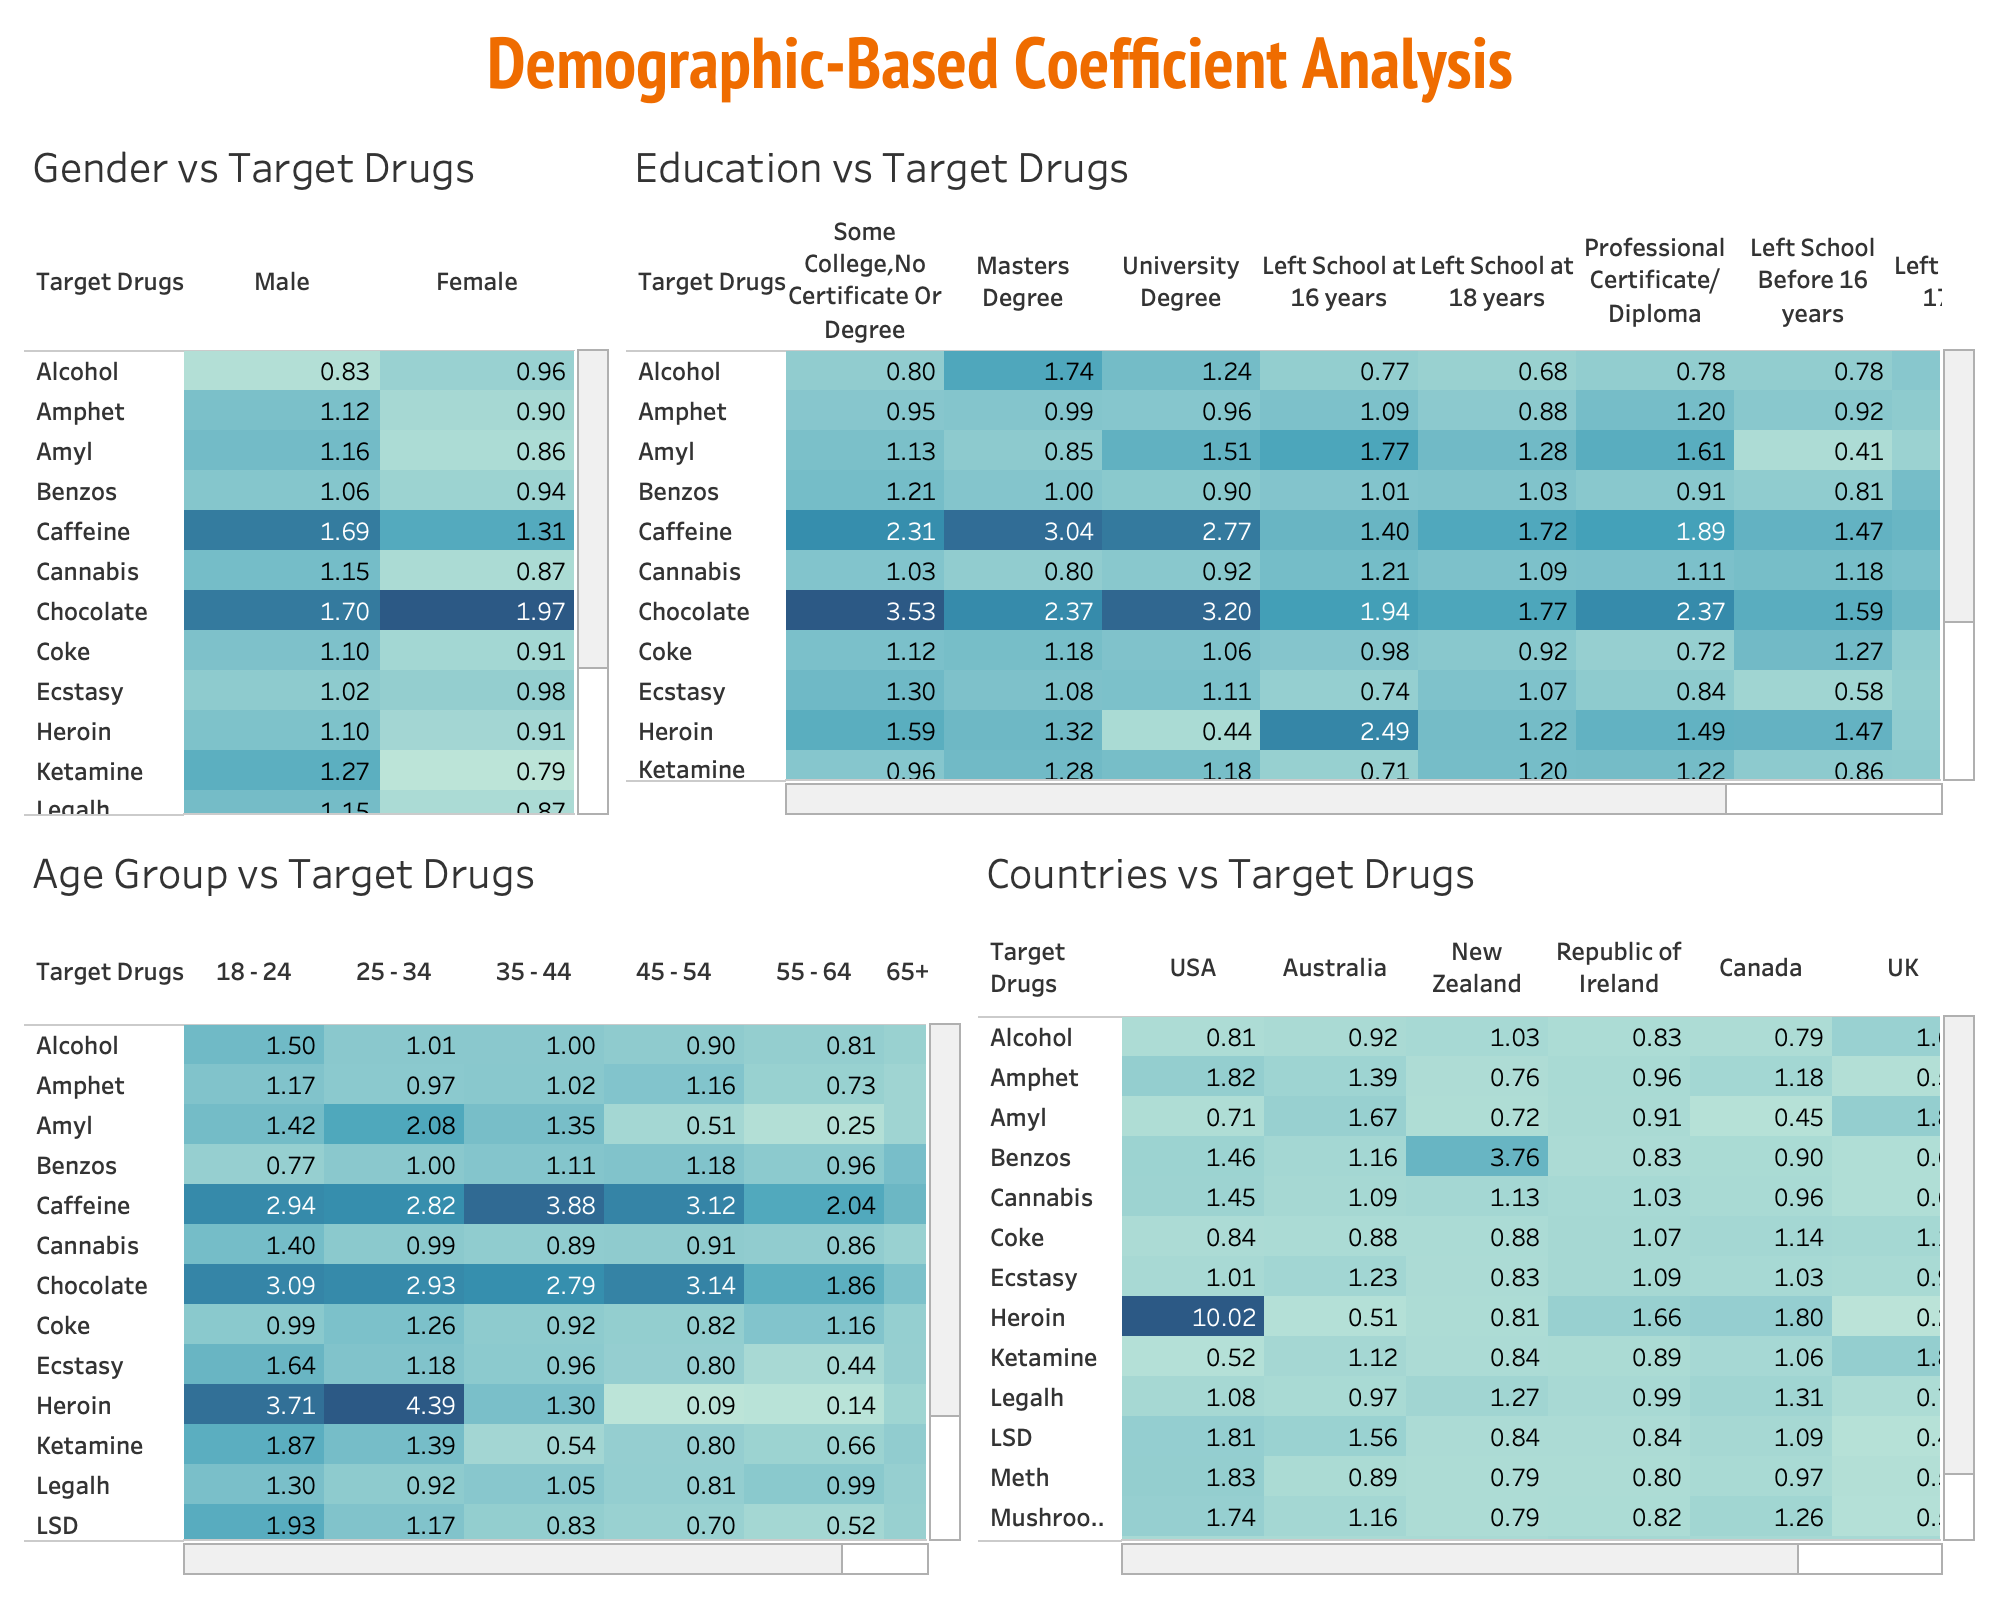 Demographic-Based Coefficient Analysis
Gender vs Target Drugs
Target Drugs Male Female
Alcohol 0.83 0.96
Amphet 1.12 0.90
Amyl 1.16 0.86
Benzos 1.06 0.94
Caffeine 1.69 1.31
Cannabis 1.15 0.87
Chocolate 1.70 1.97
Coke 1.10 0.91
Ecstasy 1.02 0.98
Heroin 1.10 0.91
Ketamine 1.27 0.79
Legalh 1.15 0.87
Education vs Target Drugs
Some
College,No
Certificate Or
Degree
Masters
Degree
University
Degree
Left School at
16 years
Left School at
18 years
Professional
Certificate/
Diploma
Left School
Before 16
years
Left
Target Drugs
Alcohol 0.80 1.74 1.24 0.77 0.68 0.78 0.78
Amphet 0.95 0.99 0.96 1.09 0.88 1.20 0.92
Amyl 1.13 0.85 1.51 1.77 1.28 1.61 0.41
Benzos 1.21 1.00 0.90 1.01 1.03 0.91 0.81
Caffeine 2.31 3.04 2.77 1.40 1.72 1.89 1.47
Cannabis 1.03 0.80 0.92 1.21 1.09 1.11 1.18
Chocolate 3.53 2.37 3.20 1.94 1.77 2.37 1.59
Coke 1.12 1.18 1.06 0.98 0.92 0.72 1.27
Ecstasy 1.30 1.08 1.11 0.74 1.07 0.84 0.58
Heroin 1.59 1.32 0.44 2.49 1.22 1.49 1.47
Ketamine 0.96 1.28 1.18 0.71 1.20 1.22 0.86
Age Group vs Target Drugs
Target Drugs 18 - 24 25 - 34 35 - 44 45 - 54 55 - 64 65+
Alcohol 1.50 1.01 1.00 0.90 0.81
Amphet 1.17 0.97 1.02 1.16 0.73
Amyl 1.42 2.08 1.35 0.51 0.25
Benzos 0.77 1.00 1.11 1.18 0.96
Caffeine 2.94 2.82 3.88 3.12 2.04
Cannabis 1.40 0.99 0.89 0.91 0.86
Chocolate 3.09 2.93 2.79 3.14 1.86
Coke 0.99 1.26 0.92 0.82 1.16
Ecstasy 1.64 1.18 0.96 0.80 0.44
Heroin 3.71 4.39 1.30 0.09 0.14
Ketamine 1.87 1.39 0.54 0.80 0.66
Legalh 1.30 0.92 1.05 0.81 0.99
LSD 1.93 1.17 0.83 0.70 0.52
Countries vs Target Drugs
Target
Drugs
USA
Australia
New
Zealand
Republic of
Ireland
Canada
UK
Alcohol 0.81 0.92 1.03 0.83 0.79
Amphet 1.82 1.39 0.76 0.96 1.18
Amyl 0.71 1.67 0.72 0.91 0.45
Benzos 1.46 1.16 3.76 0.83 0.90
Cannabis 1.45 1.09 1.13 1.03 0.96
Coke 0.84 0.88 0.88 1.07 1.14
Ecstasy 1.01 1.23 0.83 1.09 1.03
Heroin 10.02 0.51 0.81 1.66 1.80
Ketamine 0.52 1.12 0.84 0.89 1.06
Legalh 1.08 0.97 1.27 0.99 1.31
LSD 1.81 1.56 0.84 0.84 1.09
Meth 1.83 0.89 0.79 0.80 0.97
Mushroo.. 1.74 1.16 0.79 0.82 1.26